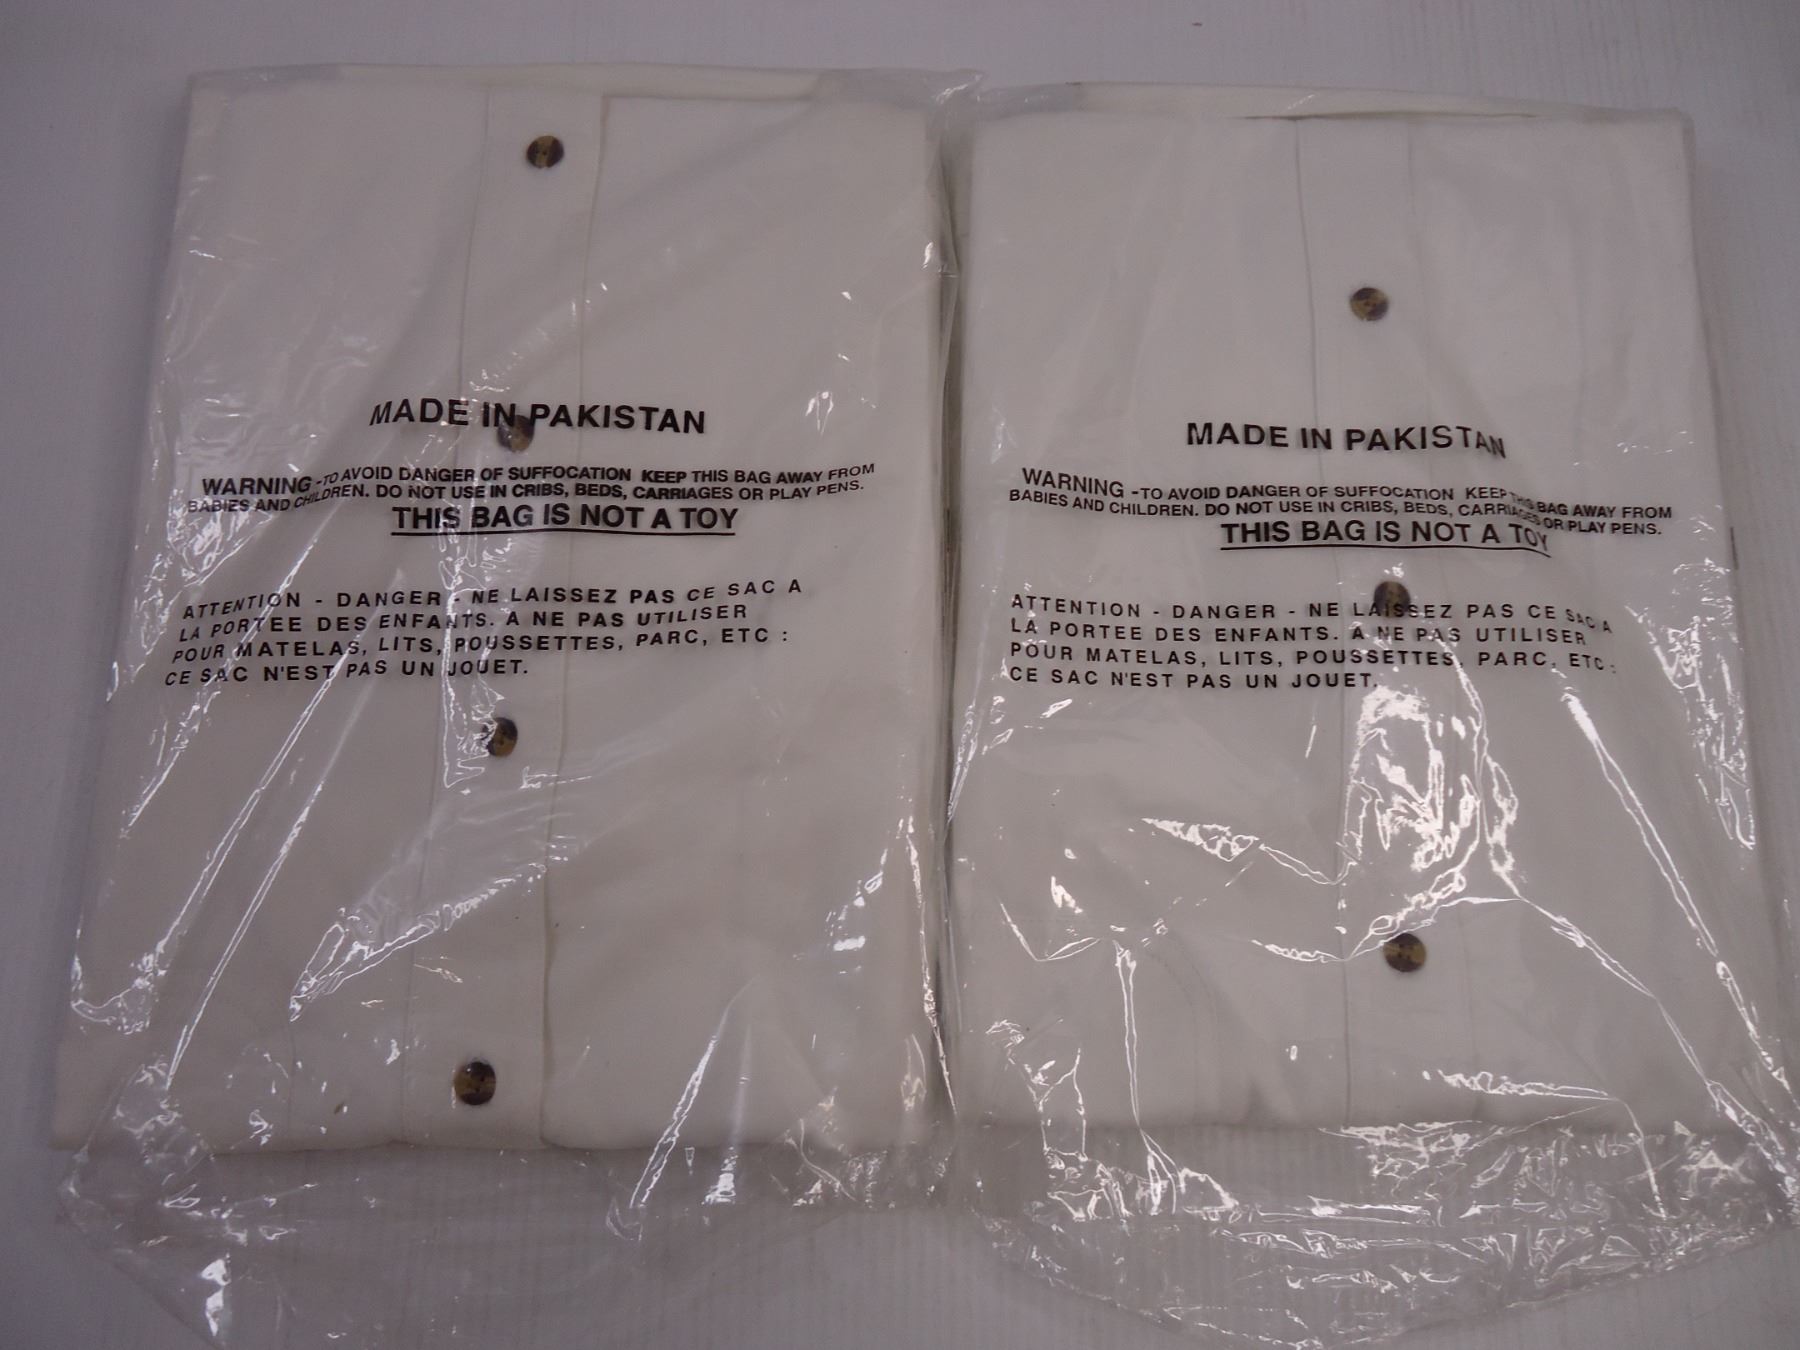 MADE IN PAKISTAN
WARNING -TO AVOID DANGER OF SUFFOCATION KEEP THIS BAG AWAY FROM
BABIES AND CHILDREN. DO NOT USE IN CRIBS, BEDS, CARRIAGES OR PLAY PENS.
THIS BAG IS NOT A TOY
ATTENTION - DANGER - NE LAISSEZ PAS CE SAC A
LA PORTEE DES ENFANTS. A NE PAS UTILISER
POUR MATELAS, LITS, POUSSETTES, PARC, ETC :
CE SAC N'EST PAS UN JOUET.
MADE IN PAKISTAN
WARNING -TO AVOID DANGER OF SUFFOCATION KEEP THIS BAG AWAY FROM
BABIES AND CHILDREN. DO NOT USE IN CRIBS, BEDS, CARRIAGES OR PLAY PENS.
THIS BAG IS NOT A TOY
ATTENTION - DANGER - NE LAISSEZ PAS CE SAC A
LA PORTEE DES ENFANTS. A NE PAS UTILISER
POUR MATELAS, LITS, POUSSETTES, PARC, ETC :
CE SAC N'EST PAS UN JOUET.